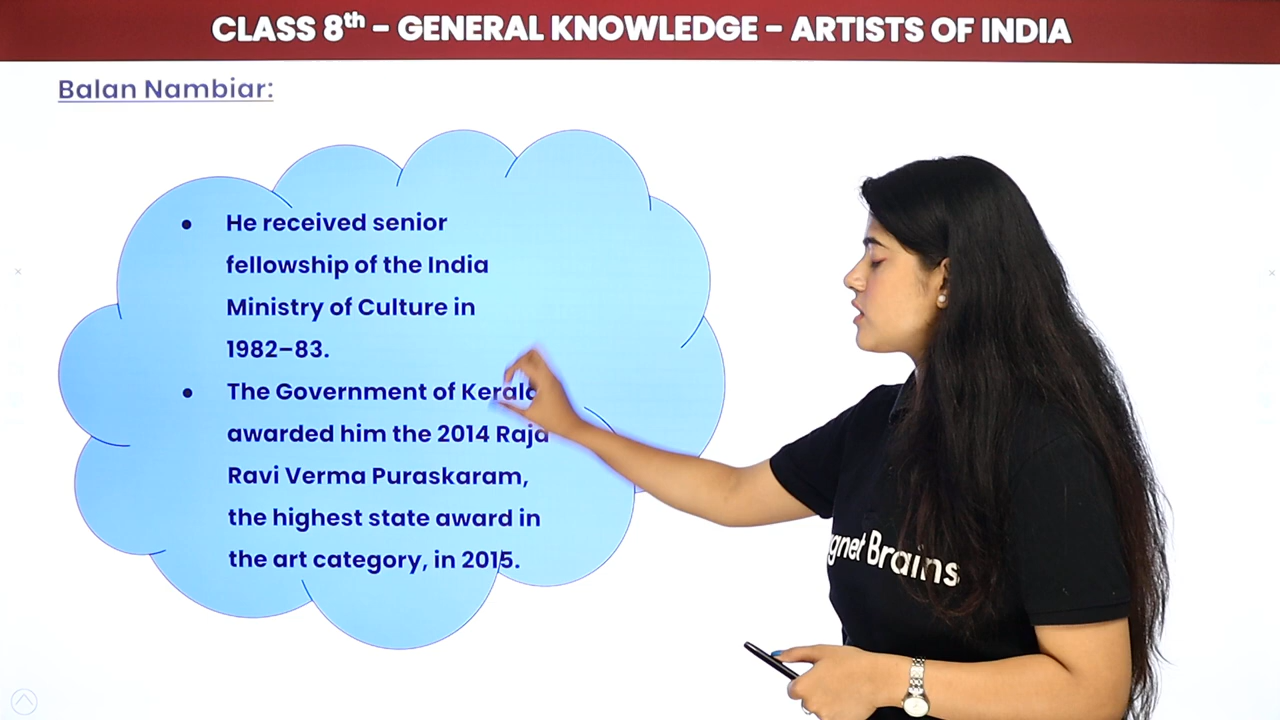 CLASS 8th - GENERAL KNOWLEDGE - ARTISTS OF INDIA
Balan Nambiar:
• He received senior
fellowship of the India
Ministry of Culture in
1982–83.
• The Government of Kerala
awarded him the 2014 Raja
Ravi Verma Puraskaram,
the highest state award in
the art category, in 2015.
gnet Brains